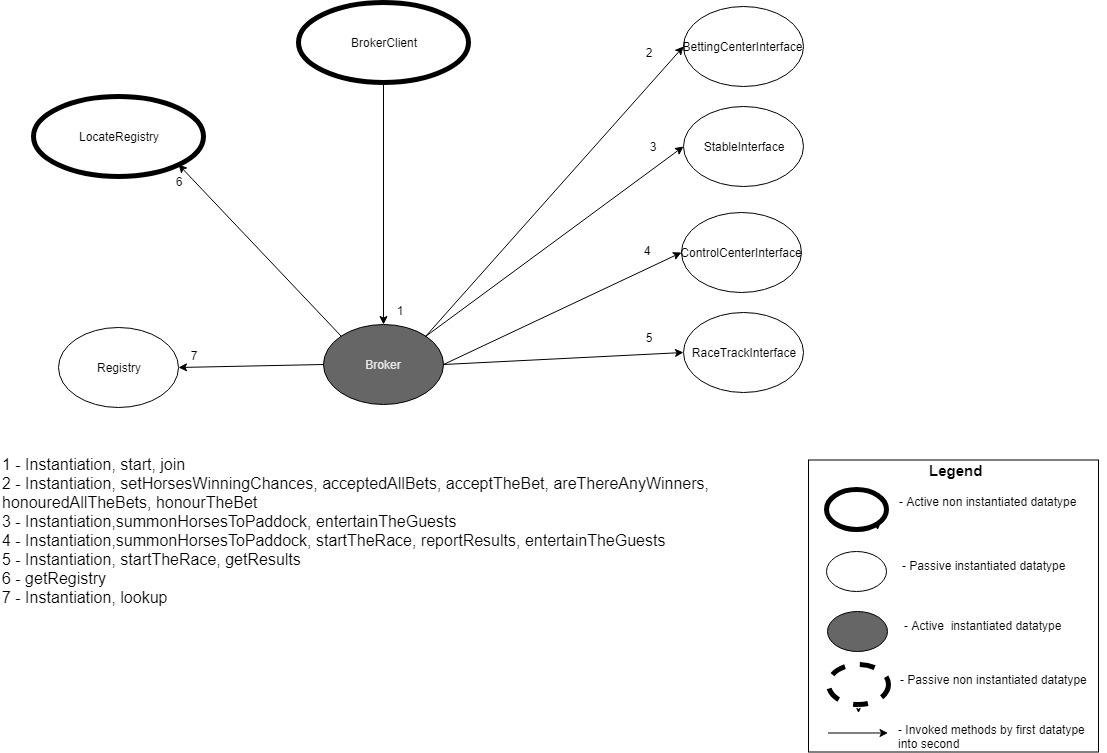 BrokerClient
BettingCenterInterface
2
LocateRegistry
StableInterface
3
6
ControlCenterInterface
4
1
5
RaceTrackInterface
7
Registry
Broker
1 - Instantiation, start, join
2 - Instantiation, setHorsesWinningChances, acceptedAllBets, acceptTheBet, areThereAnyWinners,
honouredAllTheBets, honourTheBet
3 - Instantiation,summonHorsesToPaddock, entertainTheGuests
4 - Instantiation,summonHorsesToPaddock, startTheRace, reportResults, entertainTheGuests
5 - Instantiation, startTheRace, getResults
6 - getRegistry
7 - Instantiation, lookup
Legend
- Active non instantiated datatype
- Passive instantiated datatype
- Active  instantiated datatype
- Passive non instantiated datatype
- Invoked methods by first datatype
into second